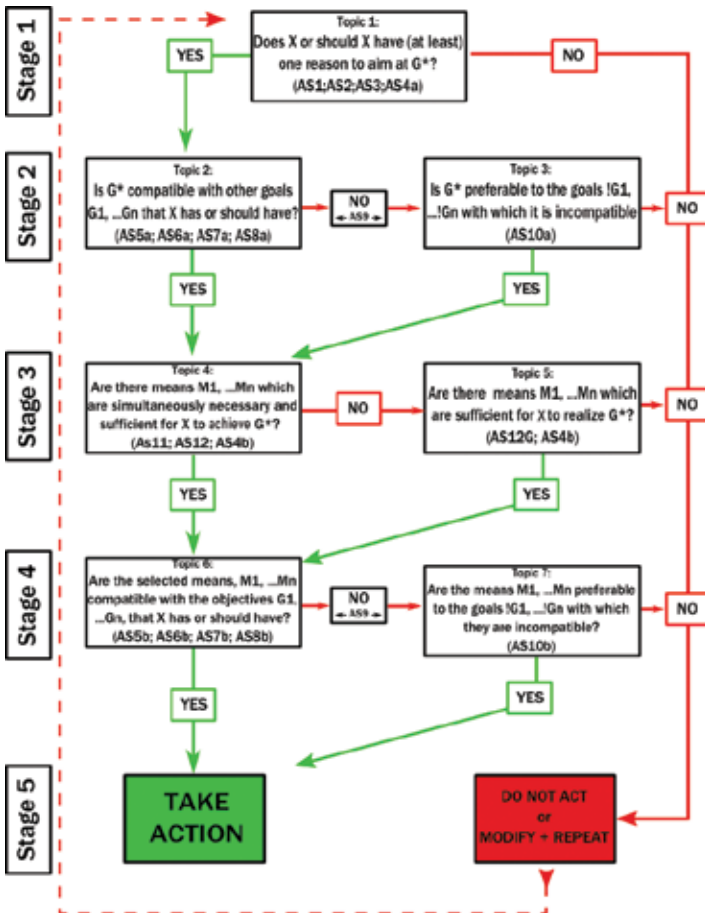 Stage 1
Topic 1:
Does X or should X have (at least)
one reason to aim at G*?
(AS1;AS2;AS3;AS4a)
YES
NO
Stage 2
Topic 2:
Is G* compatible with other goals
G1, ...Gn that X has or should have?
(AS5a; AS6a; AS7a; AS8a)
NO
AS9
Topic 3:
Is G* preferable to the goals !G1,
...!Gn with which it is incompatible
(AS10a)
NO
YES
YES
Stage 3
Topic 4:
Are there means M1, ...Mn which
are simultaneously necessary and
sufficient for X to achieve G*?
(As11; AS12; AS4b)
NO
Topic 5:
Are there means M1, ...Mn which
are sufficient for X to realize G*?
(AS12G; AS4b)
NO
YES
YES
Stage 4
Topic 6:
Are the selected means, M1, ...Mn
compatible with the objectives G1,
...Gn, that X has or should have?
(AS5b; AS6b; AS7b; AS8b)
NO
AS9
Topic 7:
Are the means M1, ...Mn preferable
to the goals !G1, ...!Gn with which
they are incompatible?
(AS10b)
NO
YES
YES
Stage 5
TAKE
ACTION
DO NOT ACT
or
MODIFY + REPEAT